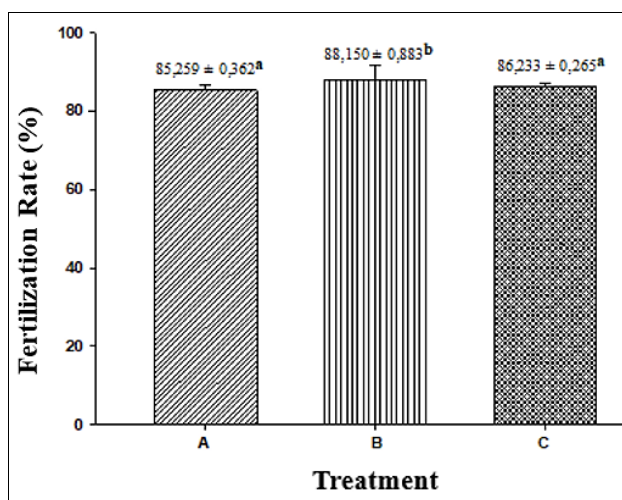 100
88,150 ± 0,883b
85,259 ± 0,362a
86,233 ± 0,265a
80
60
40
20
0
Fertilization Rate (%)
A B C
Treatment